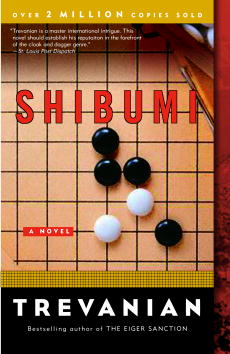 OVER 2 MILLION COPIES SOLD
"Trevanian is a master international intrigue. This
novel should establish his reputaiton in the forefront
of the cloak and dagger genre."
—St. Louis Post Dispatch
SHIBUMI
A NOVEL
TREVANIAN
Bestselling author of THE EIGER SANCTION